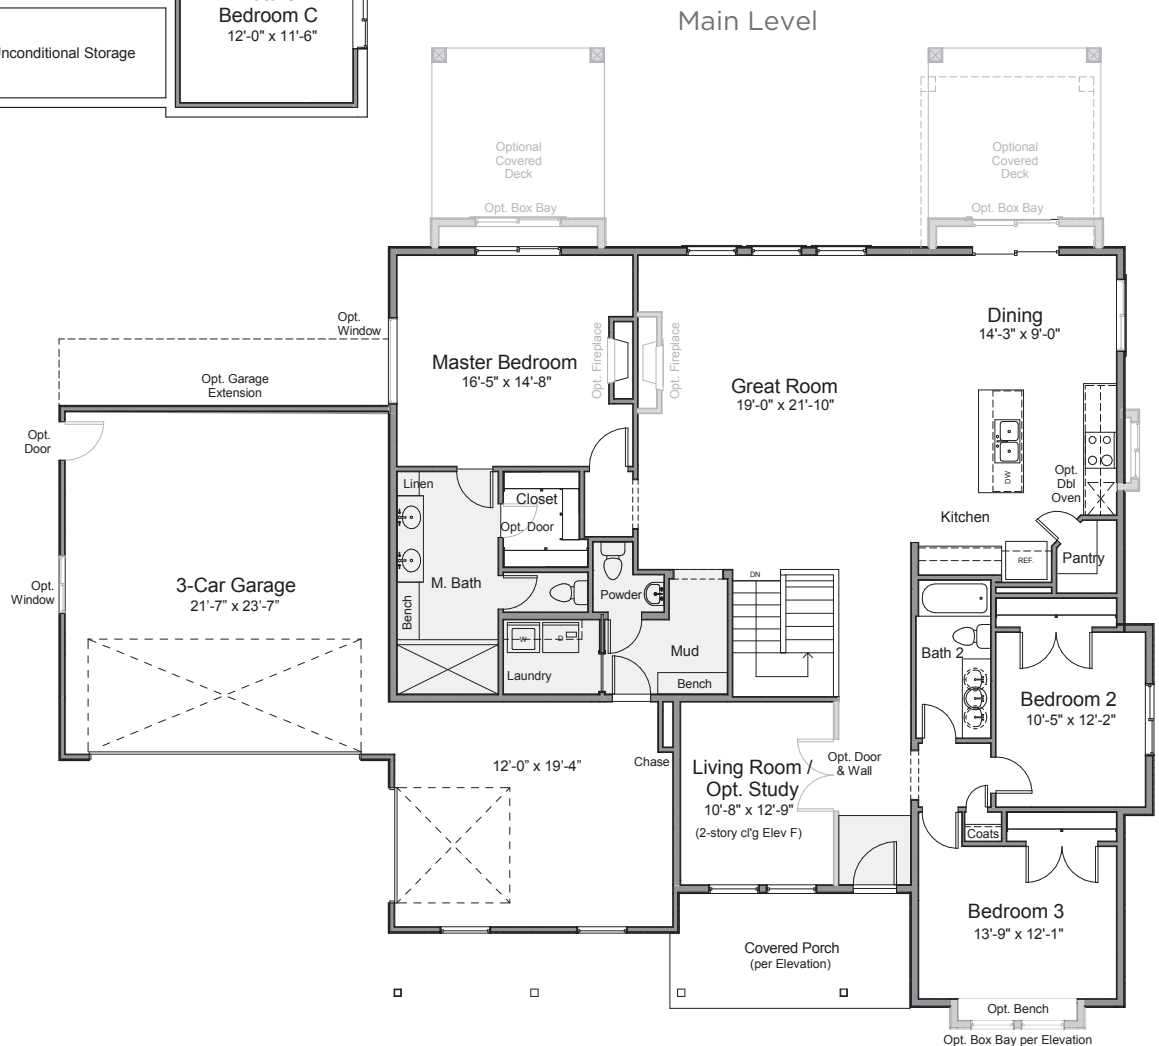 Bedroom C
12'-0" x 11'-6"
Unconditional Storage
Main Level
Optional
Covered
Deck
Opt. Box Bay
Optional
Covered
Deck
Opt. Box Bay
Opt.
Window
Opt. Garage
Extension
Master Bedroom
16'-5" x 14'-8"
Opt. Fireplace
Opt. Fireplace
Great Room
19'-0" x 21'-10"
Dining
14'-3" x 9'-0"
Opt.
Door
DW
Opt.
Dbl
Oven
Kitchen
REF.
Pantry
Linen
Closet
Opt. Door
M. Bath
Bench
3-Car Garage
21'-7" x 23'-7"
Opt.
Window
Powder
DN
W
D
Laundry
Mud
Bench
Bath 2
Bedroom 2
10'-5" x 12'-2"
12'-0" x 19'-4"
Chase
Living Room /
Opt. Study
10'-8" x 12'-9"
(2-story cl'g Elev F)
Opt. Door
& Wall
Coats
Bedroom 3
13'-9" x 12'-1"
Covered Porch
(per Elevation)
Opt. Bench
Opt. Box Bay per Elevation